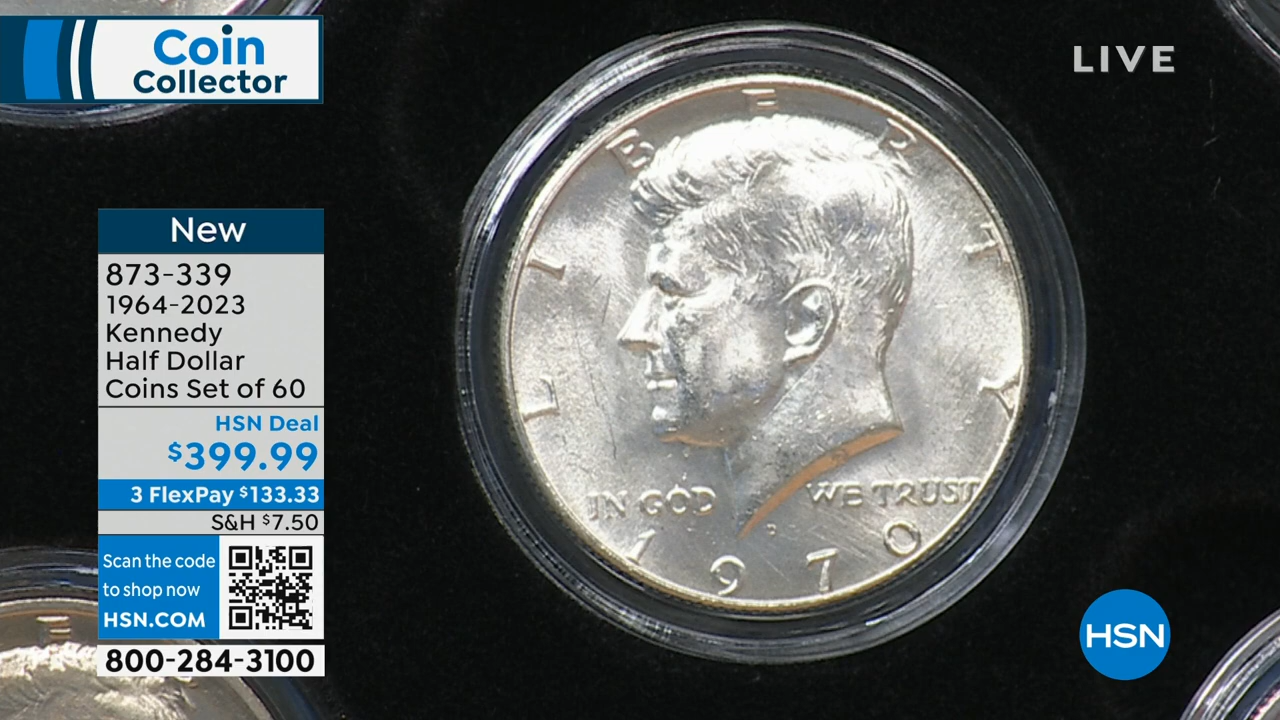 Coin
Collector
LIVE
New
873-339
1964-2023
Kennedy
Half Dollar
Coins Set of 60
HSN Deal
$399.99
3 FlexPay $133.33
S&H $7.50
Scan the code
to shop now
HSN.COM
800-284-3100
LIBERTY
IN GOD WE TRUST
1970
HSN